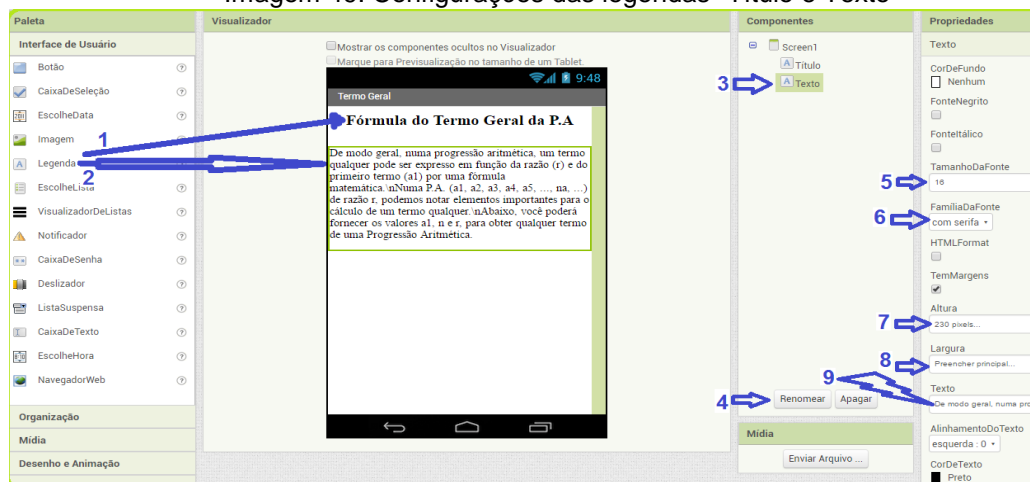 Imagem 40: Configurações das legendas "Título e Texto"
Paleta
Interface de Usuário
Botão
CaixaDeSeleção
EscolheData
Imagem
Legenda
EscolheLista
VisualizadorDeListas
Notificador
CaixaDeSenha
Deslizador
ListaSuspensa
CaixaDeTexto
EscolheHora
NavegadorWeb
Organização
Mídia
Desenho e Animação
1
2
Visualizador
Mostrar os componentes ocultos no Visualizador
Marque para Previsualização no tamanho de um Tablet.
9:48
Termo Geral
Fórmula do Termo Geral da P.A
De modo geral, numa progressão aritmética, um termo
qualquer pode ser expresso em função da razão (r) e do
primeiro termo (a1) por uma fórmula
matemática.\nNuma P.A. (a1, a2, a3, a4, a5, ..., na, ...)
de razão r, podemos notar elementos importantes para o
cálculo de um termo qualquer.\nAbaixo, você poderá
fornecer os valores a1, n e r, para obter qualquer termo
de uma Progressão Aritmética.
Componentes
Screen1
Título
3
Texto
4
Renomear Apagar
Mídia
Enviar Arquivo ...
Propriedades
Texto
CorDeFundo
Nenhum
FonteNegrito
FonteItálico
TamanhoDaFonte
5
16
FamíliaDaFonte
6
com serifa
HTMLFormat
TemMargens
Altura
7
230 pixels...
Largura
8
Preencher principal...
9
Texto
De modo geral, numa pro
AlinhamentoDoTexto
esquerda : 0
CorDeTexto
Preto